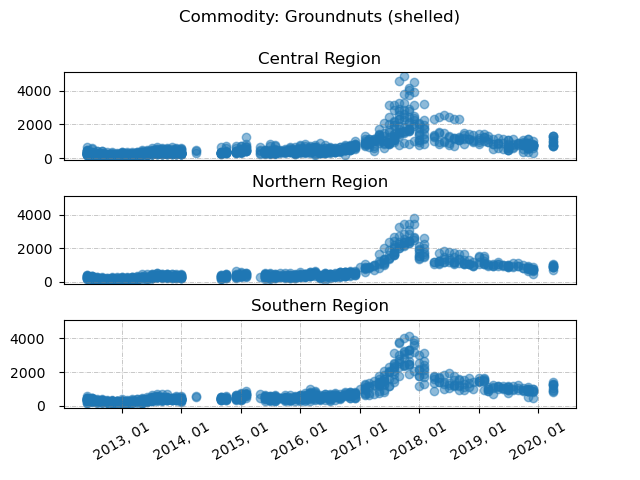 Commodity: Groundnuts (shelled)
Central Region
4000
2000
0
Northern Region
4000
2000
0
Southern Region
4000
2000
0
2013, 01 2014, 01 2015, 01 2016, 01 2017, 01 2018, 01 2019, 01 2020, 01